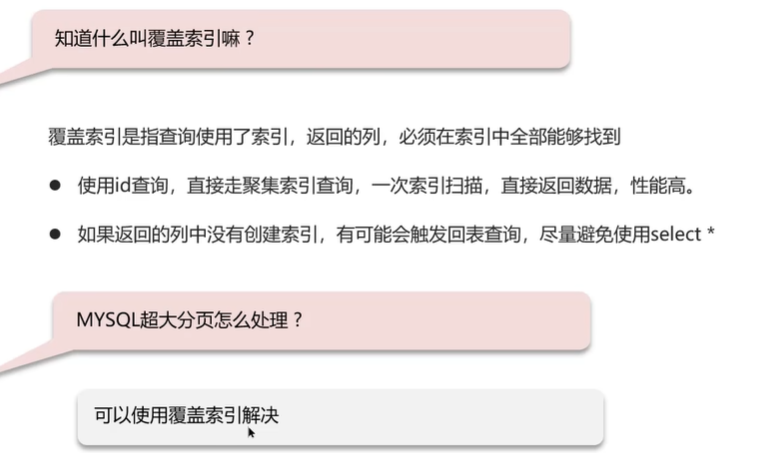 知道什么叫覆盖索引嘛？
覆盖索引是指查询使用了索引，返回的列，必须在索引中全部能够找到
● 使用id查询，直接走聚集索引查询，一次索引扫描，直接返回数据，性能高。
● 如果返回的列中没有创建索引，有可能会触发回表查询，尽量避免使用select *
MYSQL超大分页怎么处理？
可以使用覆盖索引解决